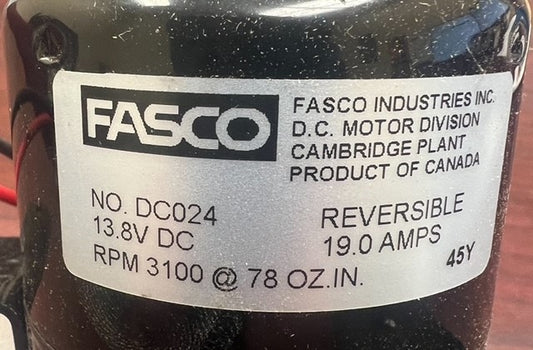 FASCO
FASCO INDUSTRIES INC.
D.C. MOTOR DIVISION
CAMBRIDGE PLANT
PRODUCT OF CANADA
NO. DC024
13.8V DC
RPM 3100 @ 78 OZ.IN.
REVERSIBLE
19.0 AMPS
45Y